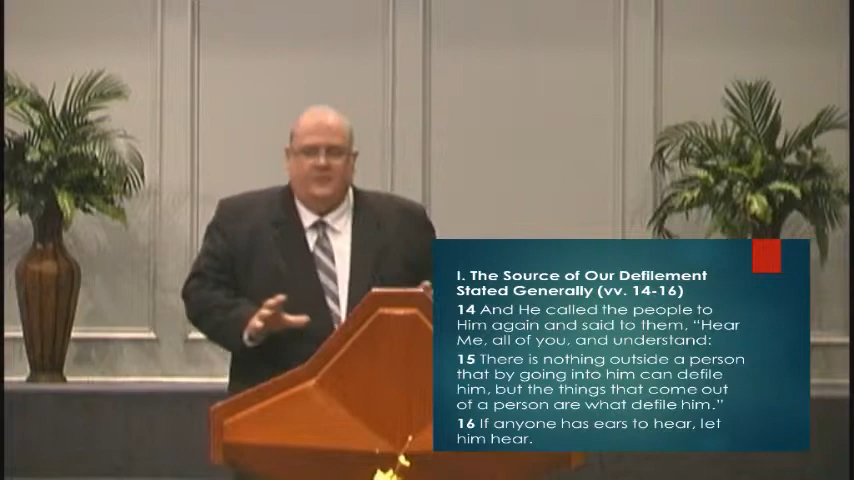 I. The Source of Our Defilement
Stated Generally (vv. 14-16)
14 And He called the people to
Him again and said to them, “Hear
Me, all of you, and understand:
15 There is nothing outside a person
that by going into him can defile
him, but the things that come out
of a person are what defile him.”
16 If anyone has ears to hear, let
him hear.